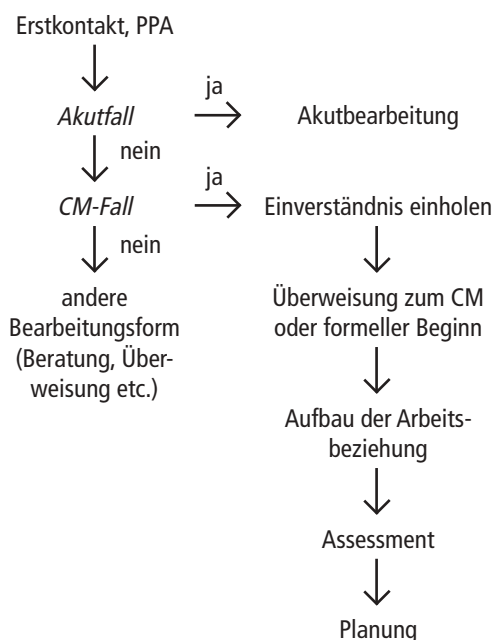 Erstkontakt, PPA
ja
Akutfall
Akutbearbeitung
nein
ja
CM-Fall
Einverständnis einholen
nein
andere
Bearbeitungsform
(Beratung, Über-
weisung etc.)
Überweisung zum CM
oder formeller Beginn
Aufbau der Arbeits-
beziehung
Assessment
Planung